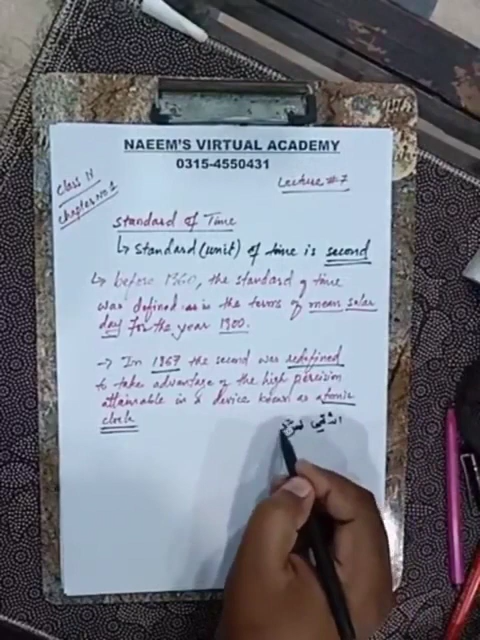 NAEEM'S VIRTUAL ACADEMY
0315-4550431
Class 11
Chapter No.1
Lecture #7
Standard of Time
↳ Standard (unit) of time is second
↳ before 1960, the standard of time
was defined in the terms of mean solar
day for the year 1900.
→ In 1967 the second was redefined
to take advantage of the high percision
attainable in a device known as atomic
clock